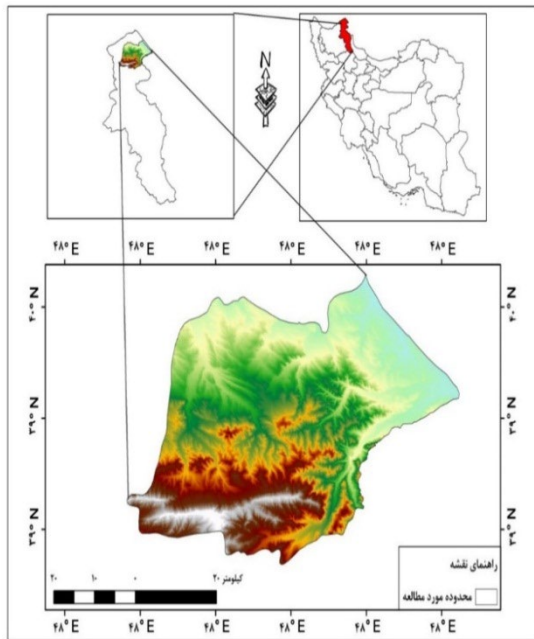 N
۴۸° E ۴۸° E ۴۸° E ۴۸° E ۴۸° E ۴۸° E
۴۰° N ۴۰° N
۳۹° N ۳۹° N
۳۹° N ۳۹° N
راهنمای نقشه
محدوده مورد مطالعه
۲۰ ۱۰ ۰ ۲۰ کیلومتر
۴۸° E ۴۸° E ۴۸° E ۴۸° E ۴۸° E ۴۸° E